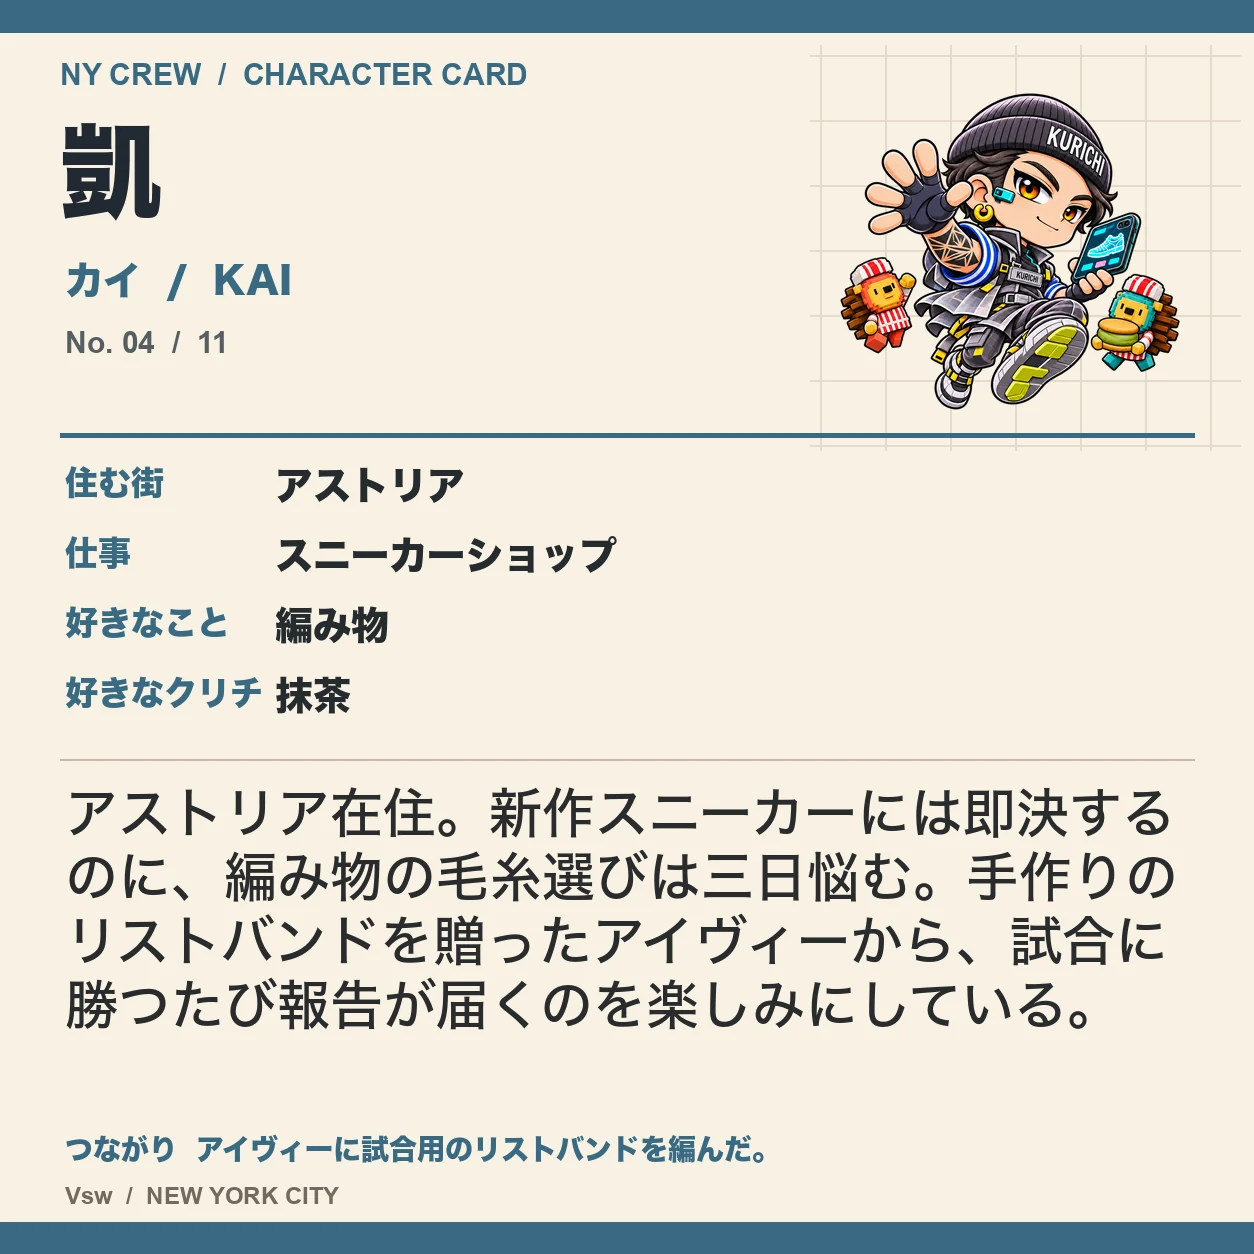 NY CREW / CHARACTER CARD
凱
カイ / KAI
No. 04 / 11
KURICHI
KURICHI
住む街 アストリア
仕事 スニーカーショップ
好きなこと 編み物
好きなクリチ 抹茶
アストリア在住。新作スニーカーには即決する
のに、編み物の毛糸選びは三日悩む。手作りの
リストバンドを贈ったアイヴィーから、試合に
勝つたび報告が届くのを楽しみにしている。
つながり アイヴィーに試合用のリストバンドを編んだ。
Vsw / NEW YORK CITY